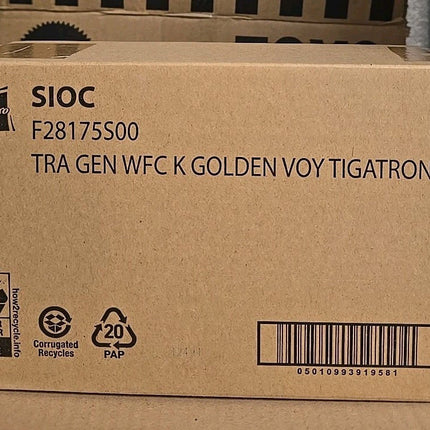 SIOC
F28175S00
TRA GEN WFC K GOLDEN VOY TIGATRON
how2recycle.info
Corrugated
Recycles
20
PAP
05010993919581